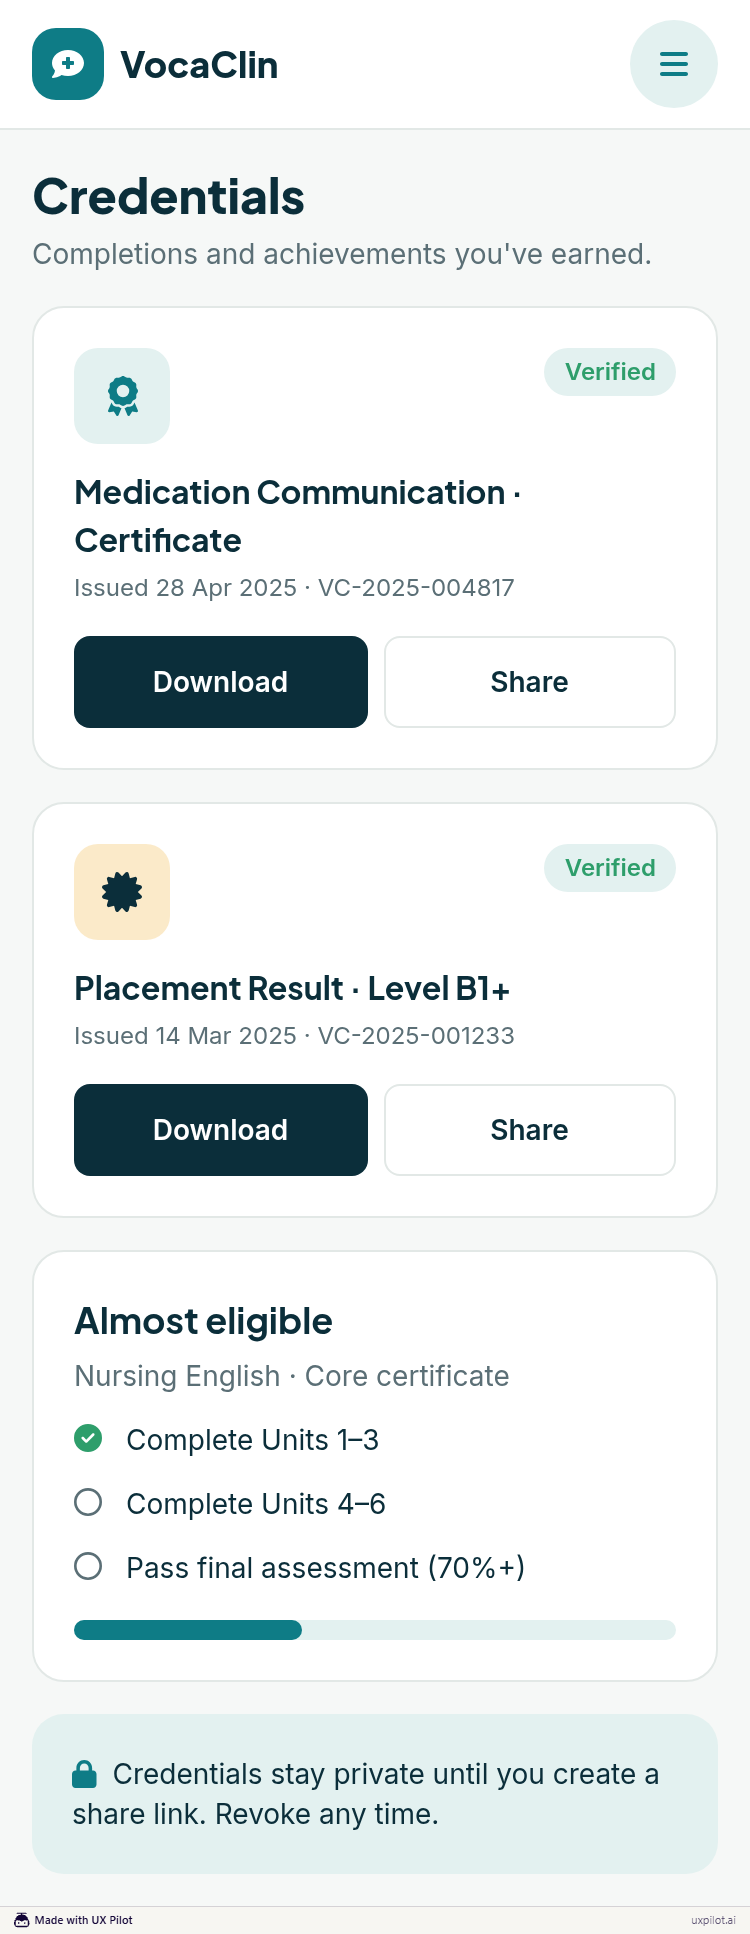 VocaClin
Credentials
Completions and achievements you've earned.
Verified
Medication Communication ·
Certificate
Issued 28 Apr 2025 · VC-2025-004817
Download
Share
Verified
Placement Result · Level B1+
Issued 14 Mar 2025 · VC-2025-001233
Download
Share
Almost eligible
Nursing English · Core certificate
Complete Units 1–3
Complete Units 4–6
Pass final assessment (70%+)
Credentials stay private until you create a
share link. Revoke any time.
Made with UX Pilot
uxpilot.ai